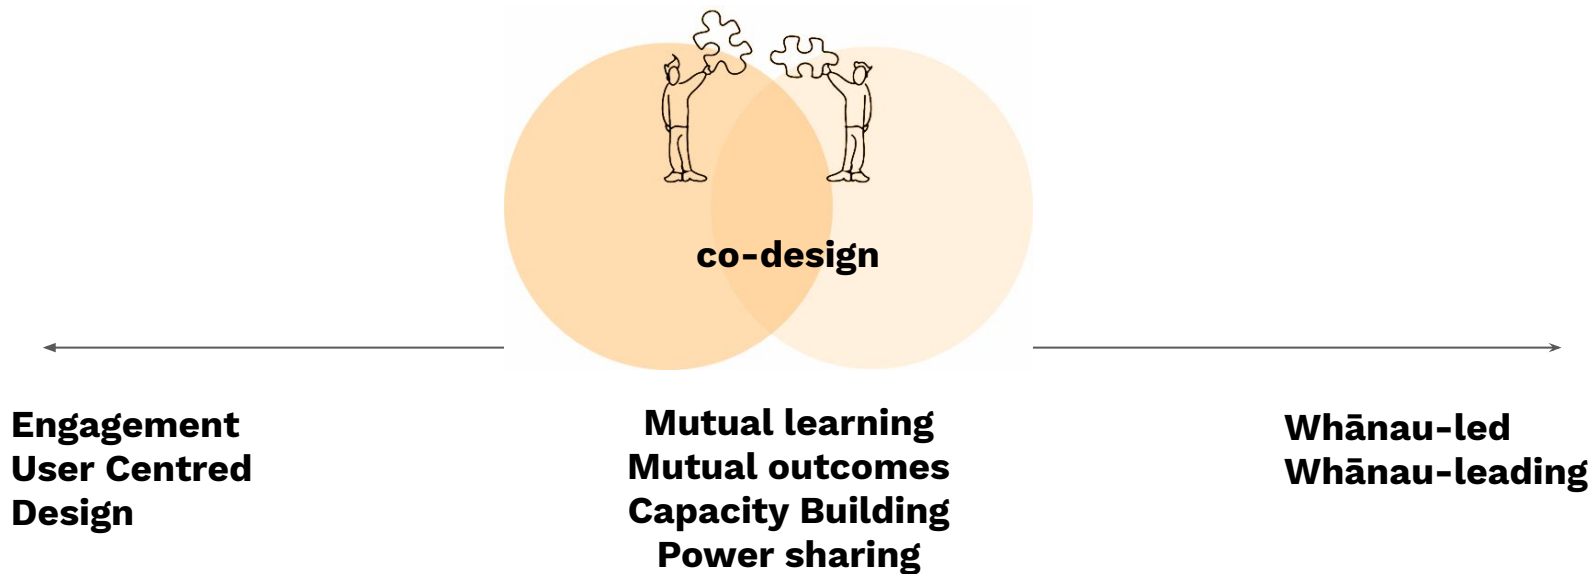 co-design
Engagement
User Centred
Design
Mutual learning
Mutual outcomes
Capacity Building
Power sharing
Whānau-led
Whānau-leading